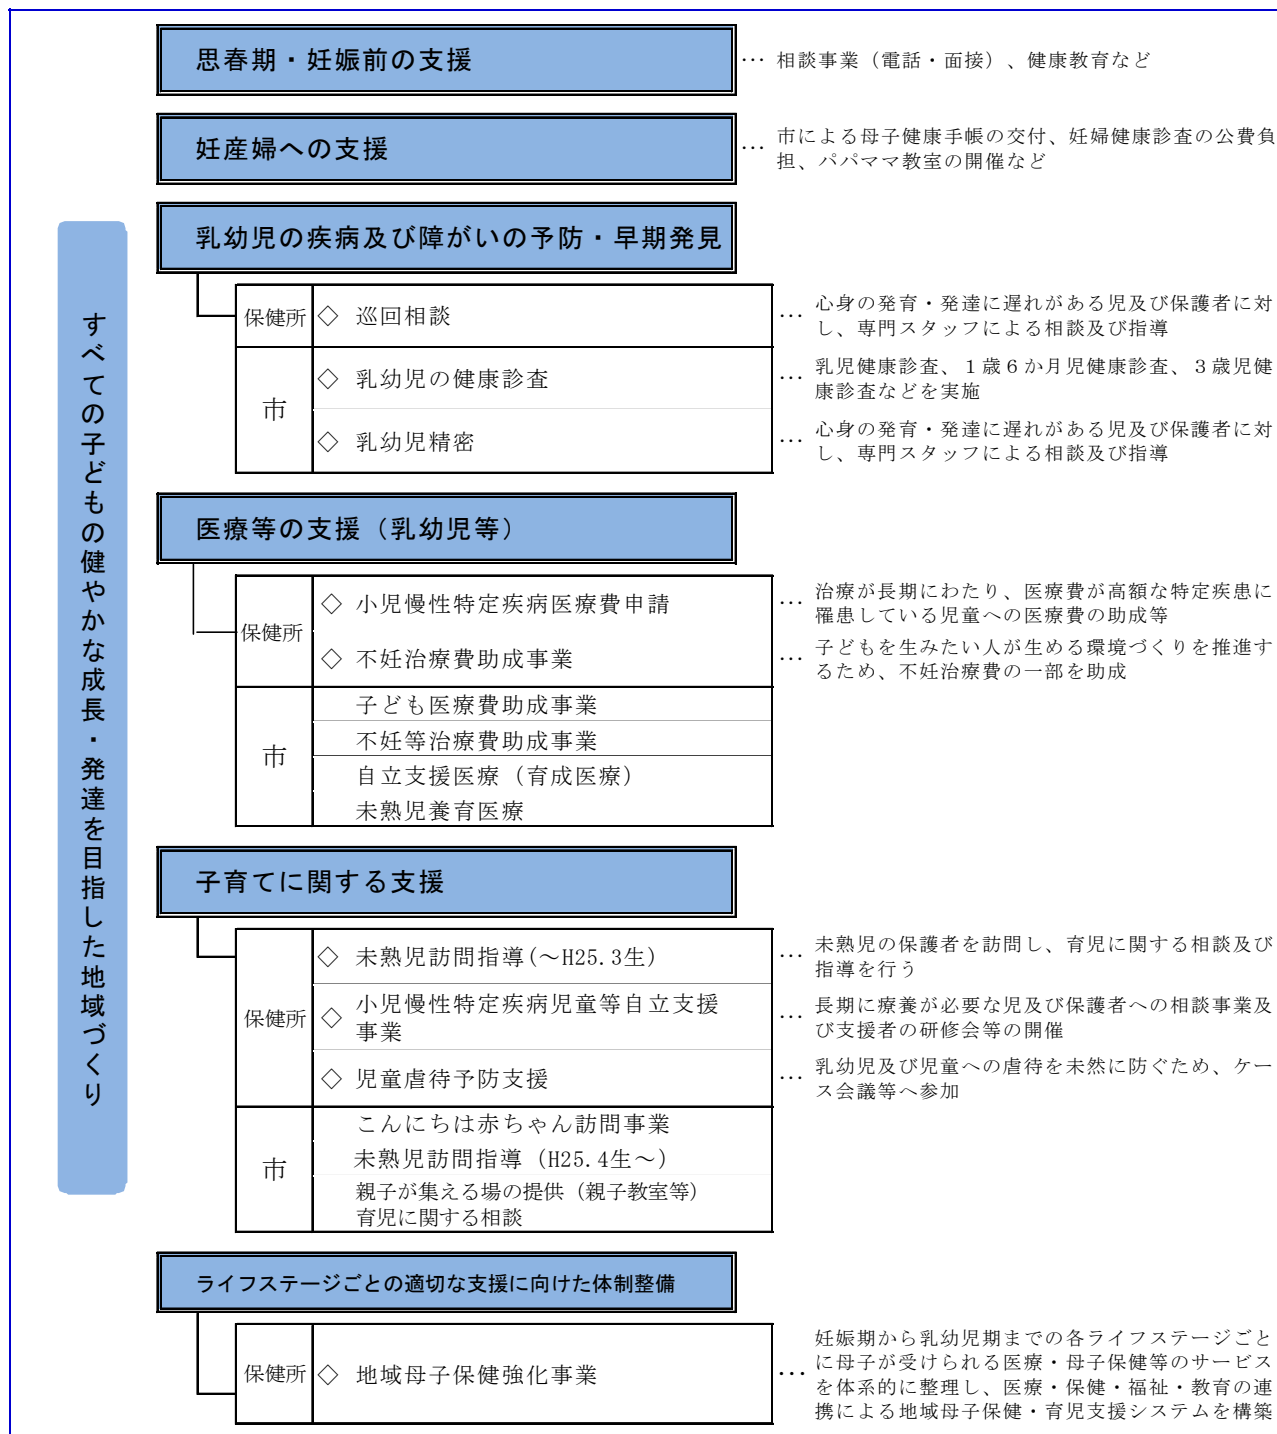 すべての子どもの健やかな成長・発達を目指した地域づくり
思春期・妊娠前の支援
… 相談事業（電話・面接）、健康教育など
妊産婦への支援
… 市による母子健康手帳の交付、妊婦健康診査の公費負
担、パパママ教室の開催など
乳幼児の疾病及び障がいの予防・早期発見
保健所 ◇ 巡回相談
… 心身の発育・発達に遅れがある児及び保護者に対
し、専門スタッフによる相談及び指導
市
◇ 乳幼児の健康診査
… 乳児健康診査、１歳６か月児健康診査、３歳児健
康診査などを実施
◇ 乳幼児精密
… 心身の発育・発達に遅れがある児及び保護者に対
し、専門スタッフによる相談及び指導
医療等の支援（乳幼児等）
保健所
◇ 小児慢性特定疾病医療費申請
… 治療が長期にわたり、医療費が高額な特定疾患に
罹患している児童への医療費の助成等
◇ 不妊治療費助成事業
… 子どもを生みたい人が生める環境づくりを推進す
るため、不妊治療費の一部を助成
市
子ども医療費助成事業
不妊等治療費助成事業
自立支援医療（育成医療）
未熟児養育医療
子育てに関する支援
保健所
◇ 未熟児訪問指導(～H25.3生)
… 未熟児の保護者を訪問し、育児に関する相談及び
指導を行う
◇ 小児慢性特定疾病児童等自立支援
事業
… 長期に療養が必要な児及び保護者への相談事業及
び支援者の研修会等の開催
◇ 児童虐待予防支援
… 乳幼児及び児童への虐待を未然に防ぐため、ケー
ス会議等へ参加
市
こんにちは赤ちゃん訪問事業
未熟児訪問指導（H25.4生～）
親子が集える場の提供（親子教室等）
育児に関する相談
ライフステージごとの適切な支援に向けた体制整備
保健所 ◇ 地域母子保健強化事業
… 妊娠期から乳幼児期までの各ライフステージごと
に母子が受けられる医療・母子保健等のサービス
を体系的に整理し、医療・保健・福祉・教育の連
携による地域母子保健・育児支援システムを構築